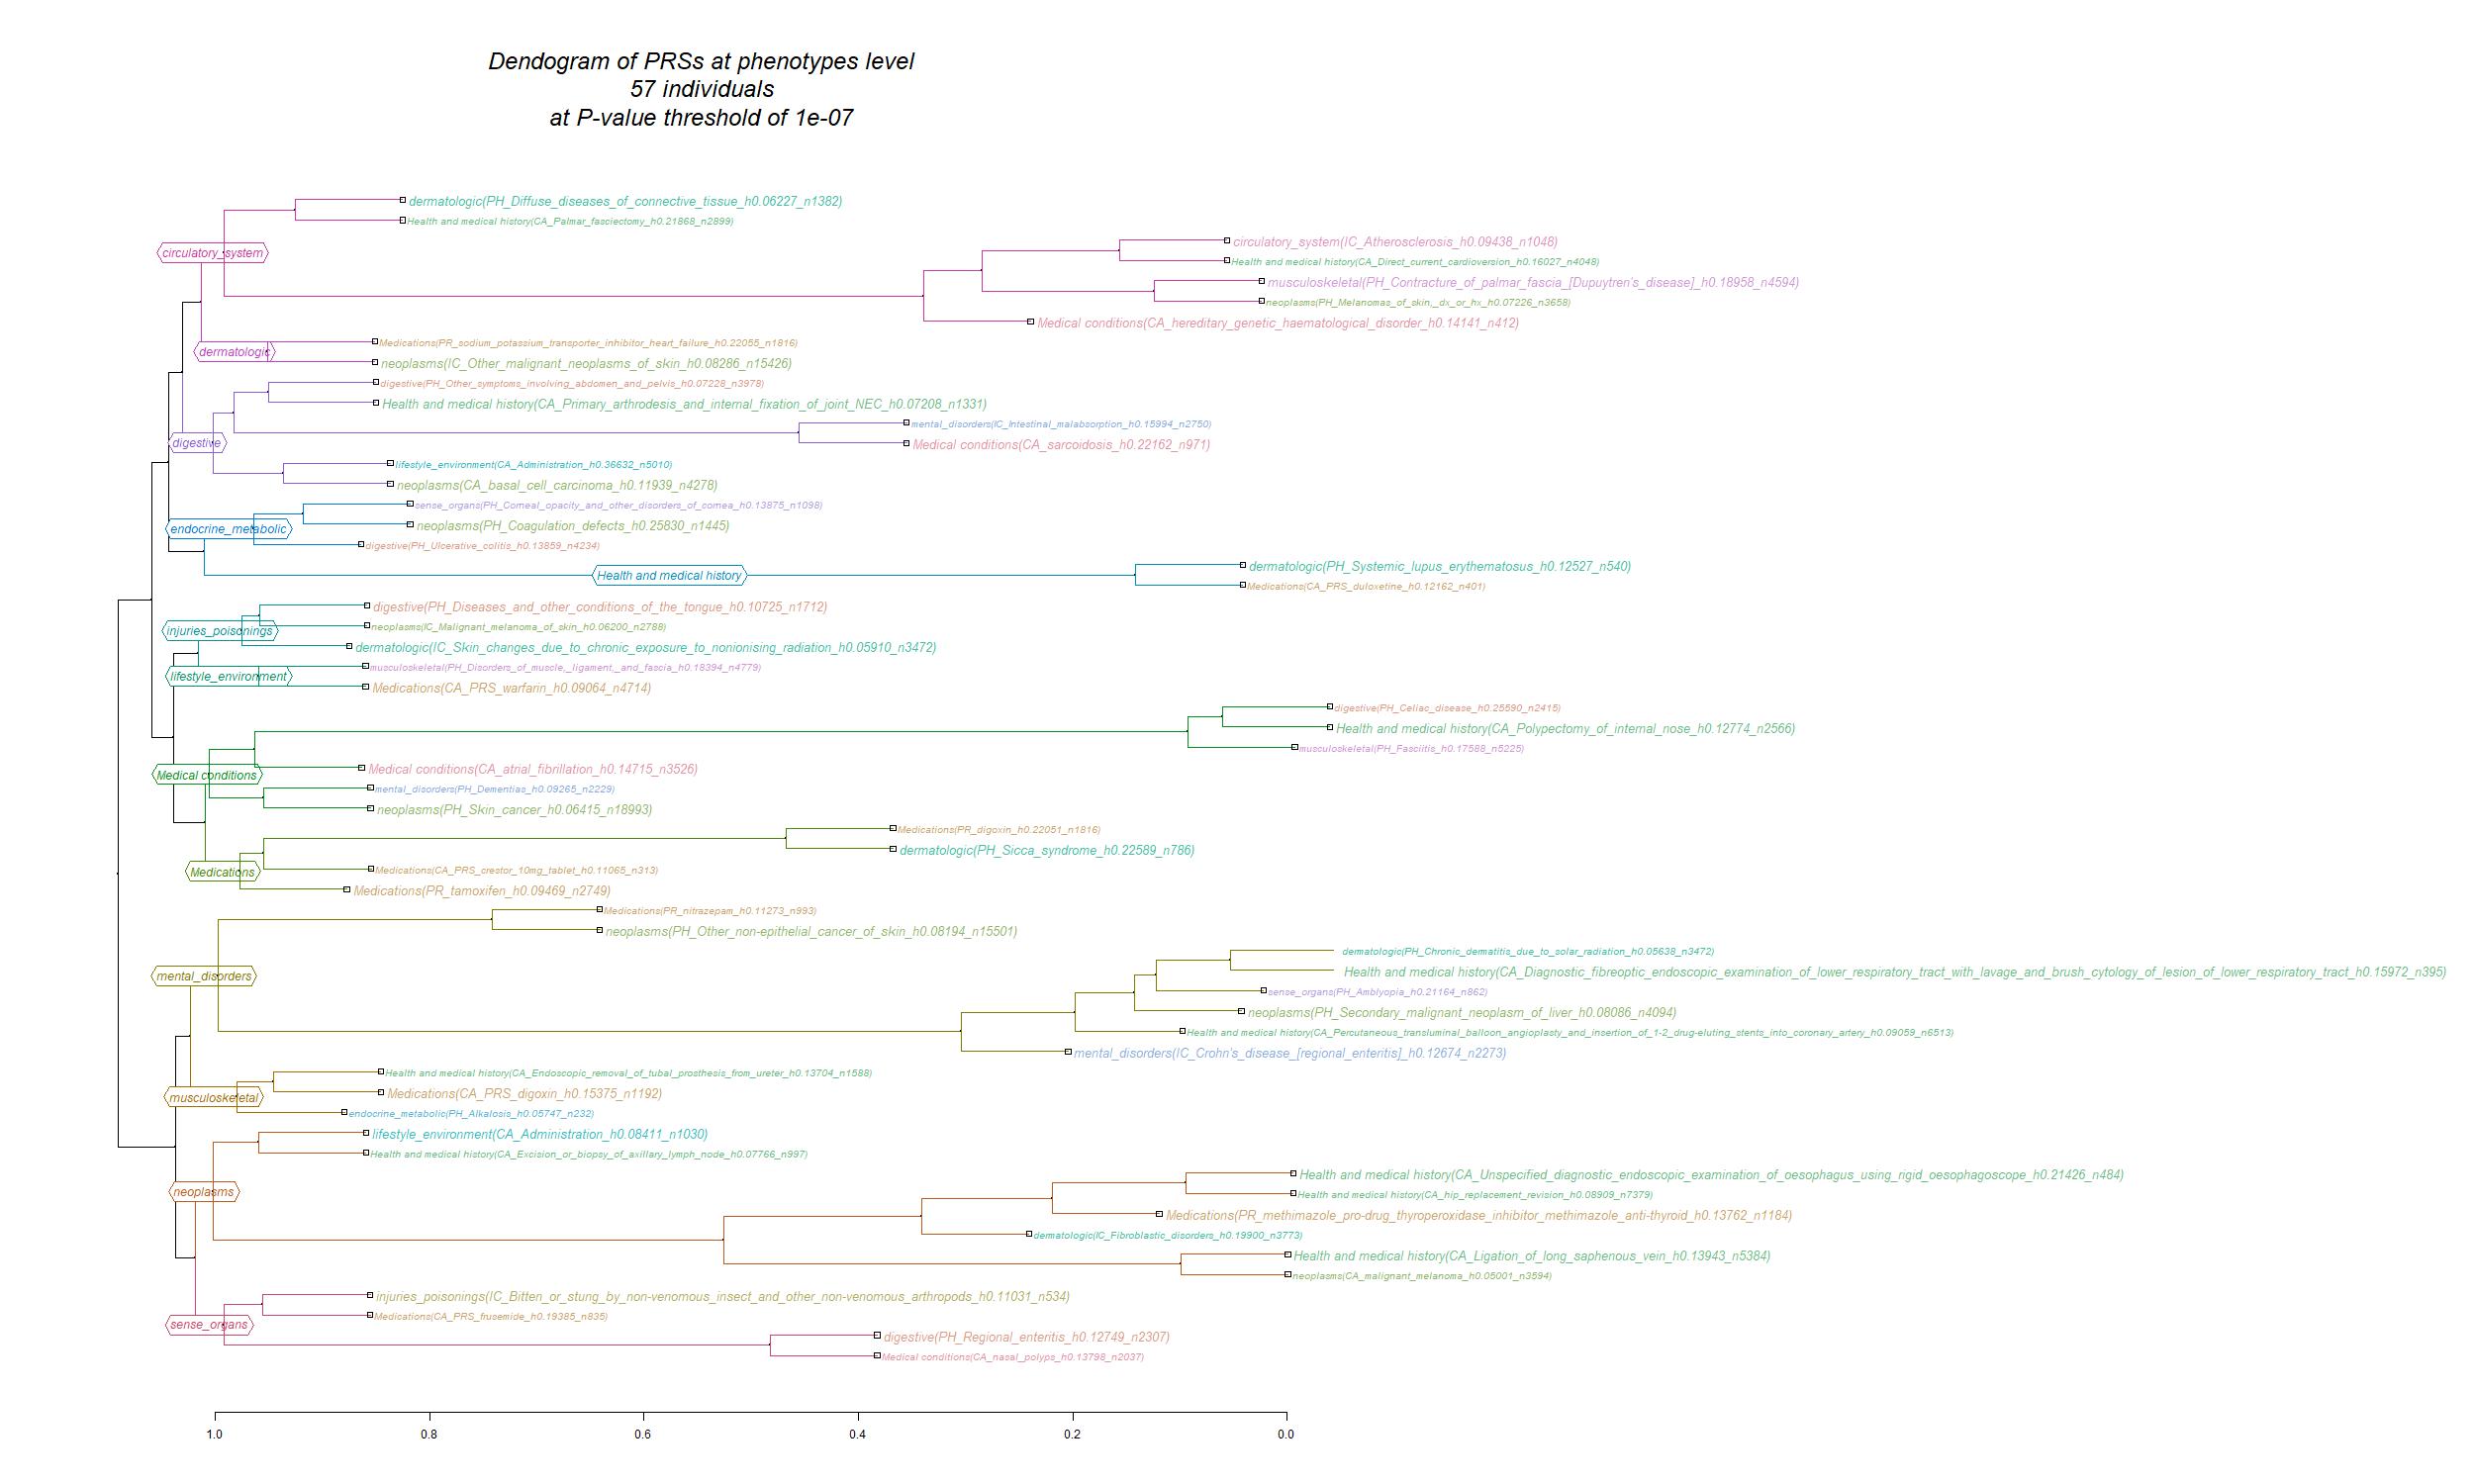 Dendogram of PRSs at phenotypes level
57 individuals
at P-value threshold of 1e-07
dermatologic(PH_Diffuse_diseases_of_connective_tissue_h0.06227_n1382)
Health and medical history(CA_Palmar_fasciectomy_h0.21868_n2899)
circulatory_system(IC_Atherosclerosis_h0.09438_n1048)
circulatory_system
Health and medical history(CA_Direct_current_cardioversion_h0.16027_n4048)
musculoskeletal(PH_Contracture_of_palmar_fascia_[Dupuytren's_disease]_h0.18958_n4594)
neoplasms(PH_Melanomas_of_skin,_dx_or_hx_h0.07226_n3658)
Medical conditions(CA_hereditary_genetic_haematological_disorder_h0.14141_n412)
Medications(PR_sodium_potassium_transporter_inhibitor_heart_failure_h0.22055_n1816)
dermatologic
neoplasms(IC_Other_malignant_neoplasms_of_skin_h0.08286_n15426)
digestive(PH_Other_symptoms_involving_abdomen_and_pelvis_h0.07228_n3978)
Health and medical history(CA_Primary_arthrodesis_and_internal_fixation_of_joint_NEC_h0.07208_n1331)
mental_disorders(IC_Intestinal_malabsorption_h0.15994_n2750)
digestive
Medical conditions(CA_sarcoidosis_h0.22162_n971)
lifestyle_environment(CA_Administration_h0.36632_n5010)
neoplasms(CA_basal_cell_carcinoma_h0.11939_n4278)
sense_organs(PH_Corneal_opacity_and_other_disorders_of_cornea_h0.13875_n1098)
neoplasms(PH_Coagulation_defects_h0.25830_n1445)
endocrine_metabolic
digestive(PH_Ulcerative_colitis_h0.13859_n4234)
dermatologic(PH_Systemic_lupus_erythematosus_h0.12527_n540)
Health and medical history
Medications(CA_PRS_duloxetine_h0.12162_n401)
digestive(PH_Diseases_and_other_conditions_of_the_tongue_h0.10725_n1712)
neoplasms(IC_Malignant_melanoma_of_skin_h0.06200_n2788)
injuries_poisonings
dermatologic(IC_Skin_changes_due_to_chronic_exposure_to_nonionising_radiation_h0.05910_n3472)
musculoskeletal(PH_Disorders_of_muscle,_ligament,_and_fascia_h0.18394_n4779)
lifestyle_environment
Medications(CA_PRS_warfarin_h0.09064_n4714)
digestive(PH_Celiac_disease_h0.25590_n2415)
Health and medical history(CA_Polypectomy_of_internal_nose_h0.12774_n2566)
musculoskeletal(PH_Fasciitis_h0.17588_n5225)
Medical conditions(CA_atrial_fibrillation_h0.14715_n3526)
Medical conditions
mental_disorders(PH_Dementias_h0.09265_n2229)
neoplasms(PH_Skin_cancer_h0.06415_n18993)
Medications(PR_digoxin_h0.22051_n1816)
dermatologic(PH_Sicca_syndrome_h0.22589_n786)
Medications(CA_PRS_crestor_10mg_tablet_h0.11065_n313)
Medications
Medications(PR_tamoxifen_h0.09469_n2749)
Medications(PR_nitrazepam_h0.11273_n993)
neoplasms(PH_Other_non-epithelial_cancer_of_skin_h0.08194_n15501)
dermatologic(PH_Chronic_dermatitis_due_to_solar_radiation_h0.05638_n3472)
Health and medical history(CA_Diagnostic_fibreoptic_endoscopic_examination_of_lower_respiratory_tract_with_lavage_and_brush_cytology_of_lesion_of_lower_respiratory_tract_h0.15972_n395)
mental_disorders
sense_organs(PH_Amblyopia_h0.21164_n862)
neoplasms(PH_Secondary_malignant_neoplasm_of_liver_h0.08086_n4094)
Health and medical history(CA_Percutaneous_transluminal_balloon_angioplasty_and_insertion_of_1-2_drug-eluting_stents_into_coronary_artery_h0.09059_n6513)
mental_disorders(IC_Crohn's_disease_[regional_enteritis]_h0.12674_n2273)
Health and medical history(CA_Endoscopic_removal_of_tubal_prosthesis_from_ureter_h0.13704_n1588)
Medications(CA_PRS_digoxin_h0.15375_n1192)
musculoskeletal
endocrine_metabolic(PH_Alkalosis_h0.05747_n232)
lifestyle_environment(CA_Administration_h0.08411_n1030)
Health and medical history(CA_Excision_or_biopsy_of_axillary_lymph_node_h0.07766_n997)
Health and medical history(CA_Unspecified_diagnostic_endoscopic_examination_of_oesophagus_using_rigid_oesophagoscope_h0.21426_n484)
neoplasms
Health and medical history(CA_hip_replacement_revision_h0.08909_n7379)
Medications(PR_methimazole_pro-drug_thyroperoxidase_inhibitor_methimazole_anti-thyroid_h0.13762_n1184)
dermatologic(IC_Fibroblastic_disorders_h0.19900_n3773)
Health and medical history(CA_Ligation_of_long_saphenous_vein_h0.13943_n5384)
neoplasms(CA_malignant_melanoma_h0.05001_n3594)
injuries_poisonings(IC_Bitten_or_stung_by_non-venomous_insect_and_other_non-venomous_arthropods_h0.11031_n534)
Medications(CA_PRS_frusemide_h0.19385_n835)
sense_organs
digestive(PH_Regional_enteritis_h0.12749_n2307)
Medical conditions(CA_nasal_polyps_h0.13798_n2037)
1.0 0.8 0.6 0.4 0.2 0.0